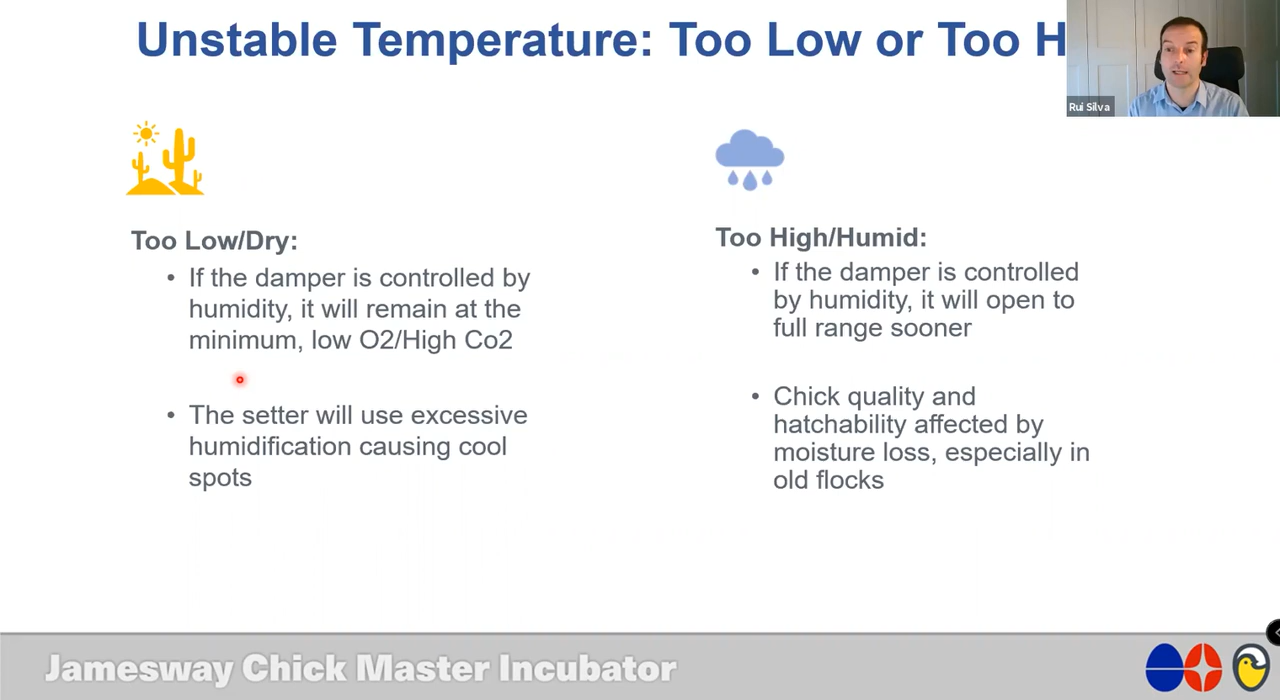 Unstable Temperature: Too Low or Too H
Rui Silva
Too Low/Dry:
• If the damper is controlled by
humidity, it will remain at the
minimum, low O2/High Co2
• The setter will use excessive
humidification causing cool
spots
Too High/Humid:
• If the damper is controlled
by humidity, it will open to
full range sooner
• Chick quality and
hatchability affected by
moisture loss, especially in
old flocks
Jamesway Chick Master Incubator